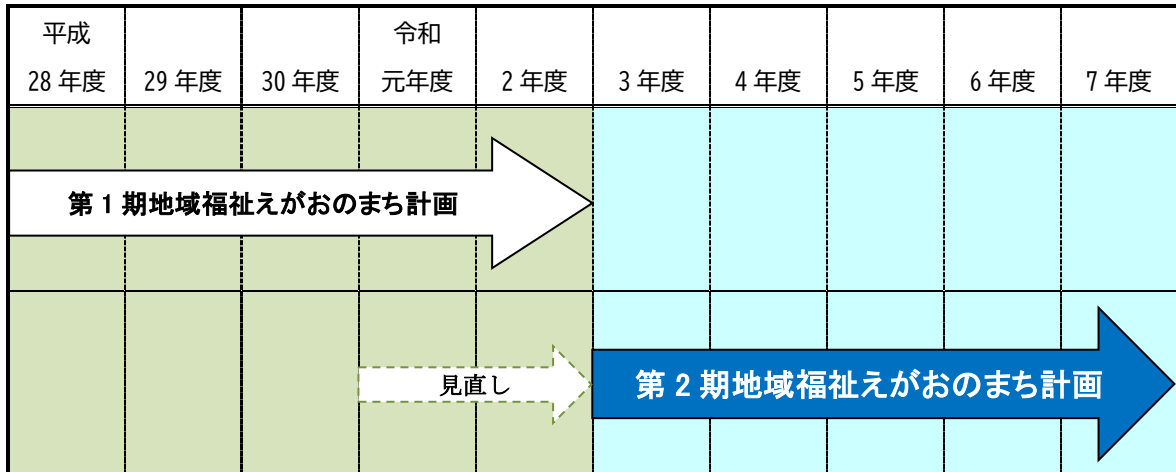 平成 令和
28 年度 29 年度 30 年度 元年度 2 年度 3 年度 4 年度 5 年度 6 年度 7 年度
第 1 期地域福祉えがおのまち計画
見直し 第 2 期地域福祉えがおのまち計画